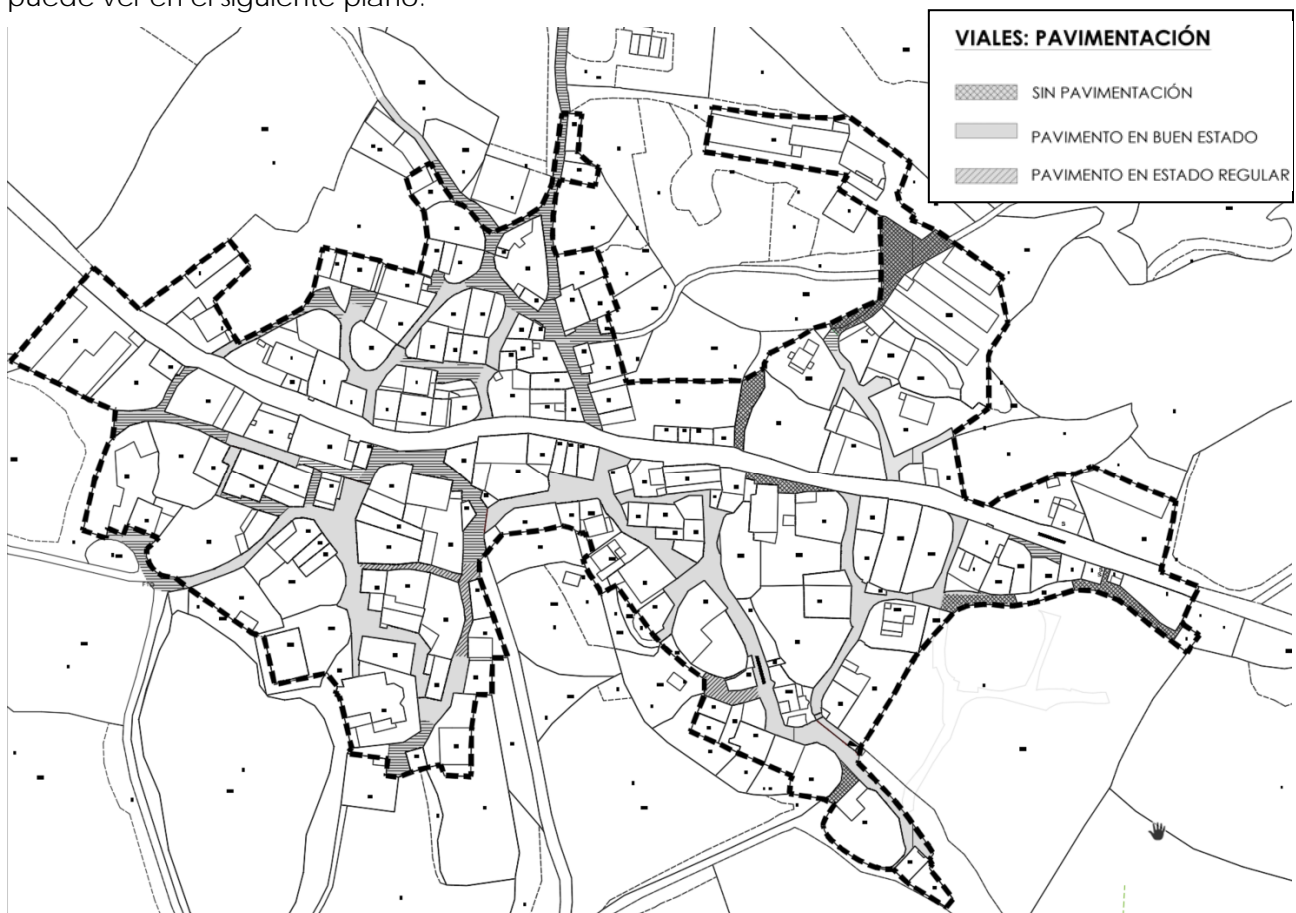 puede ver en el siguiente plano:
VIALES: PAVIMENTACIÓN
SIN PAVIMENTACIÓN
PAVIMENTO EN BUEN ESTADO
PAVIMENTO EN ESTADO REGULAR